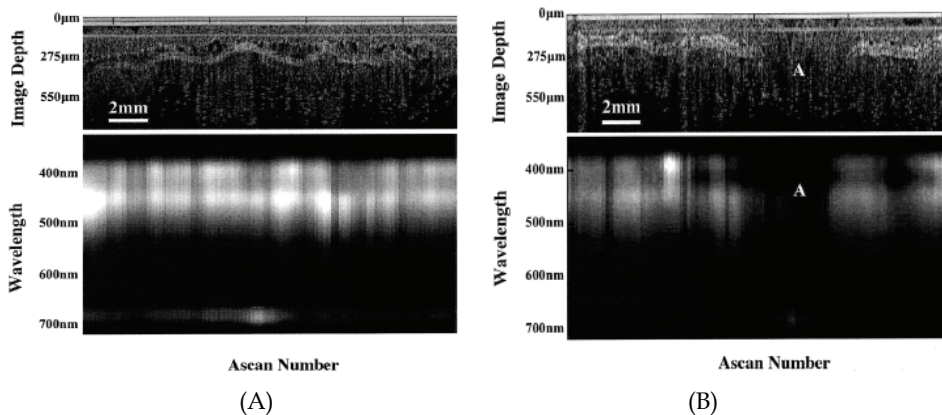 0μm
Image Depth
275μm
550μm
2mm
Wavelength
400nm
500nm
600nm
700nm
Ascan Number
(A)
0μm
Image Depth
275μm
550μm
A
2mm
Wavelength
400nm
A
500nm
600nm
700nm
Ascan Number
(B)